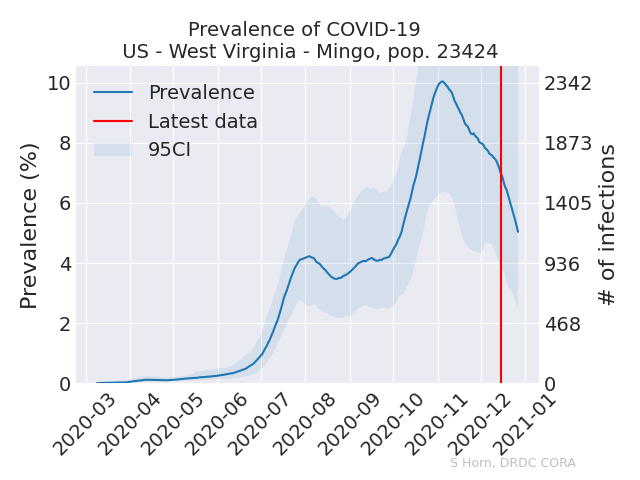 Prevalence of COVID-19
US - West Virginia - Mingo, pop. 23424
Prevalence
Latest data
95CI
Prevalence (%)
10
8
6
4
2
0
2342
1873
1405
936
468
0
# of infections
2020-03
2020-04
2020-05
2020-06
2020-07
2020-08
2020-09
2020-10
2020-11
2020-12
2021-01
S Horn, DRDC CORA